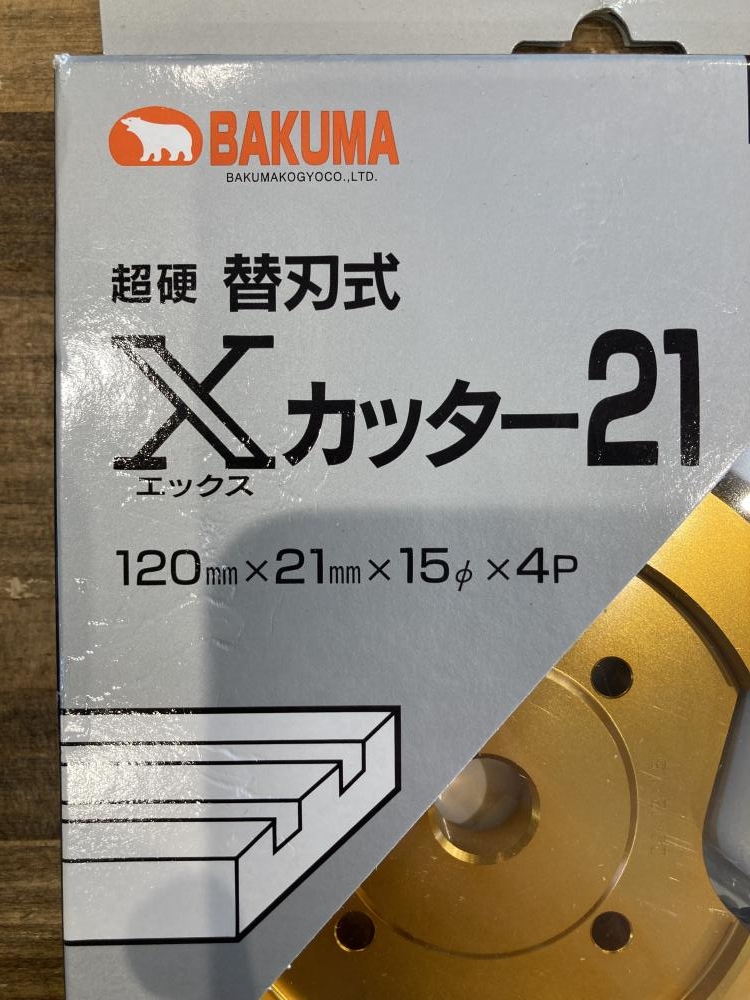 BAKUMA
BAKUMAKOGYOCO.,LTD.
超硬 替刃式
Xカッター21
エックス
120mm×21mm×15φ×4P